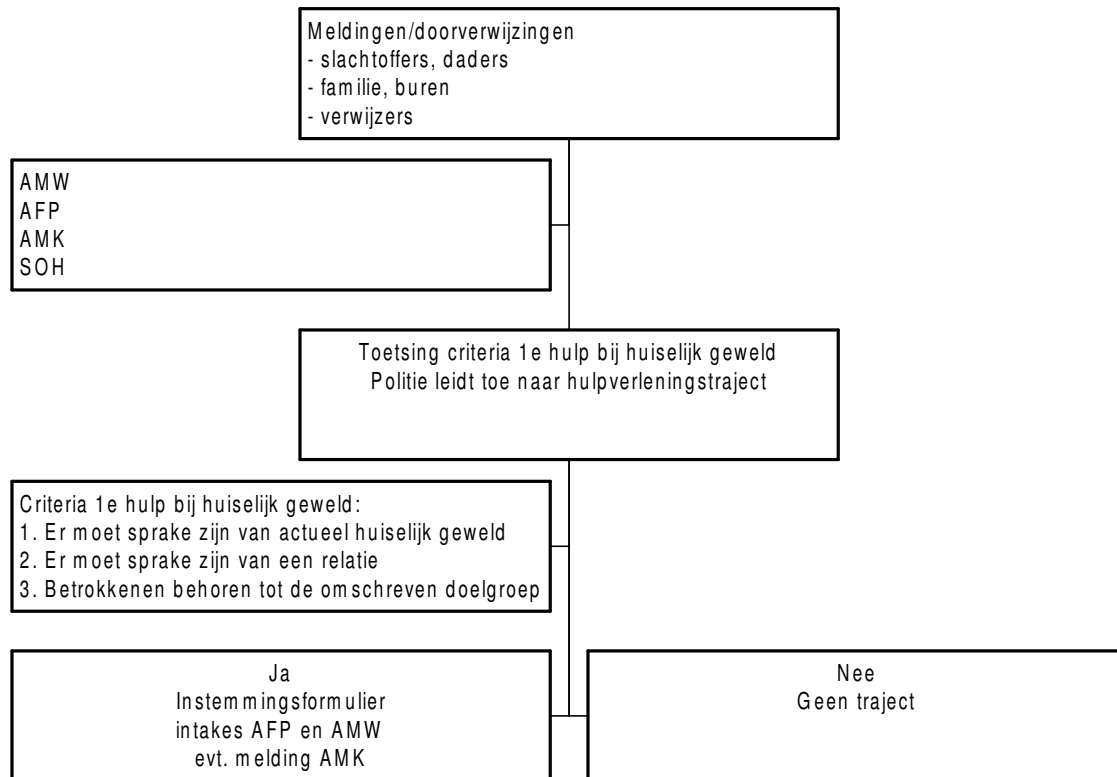 Meldingen/doorverwijzingen
- slachtoffers, daders
- familie, buren
- verwijzers
AMW
AFP
AMK
SOH
Toetsing criteria 1e hulp bij huiselijk geweld
Politie leidt toe naar hulpverleningstraject
Criteria 1e hulp bij huiselijk geweld:
1. Er moet sprake zijn van actueel huiselijk geweld
2. Er moet sprake zijn van een relatie
3. Betrokkenen behoren tot de omschreven doelgroep
Ja
Instemmingsformulier
intakes AFP en AMW
evt. melding AMK
Nee
Geen traject